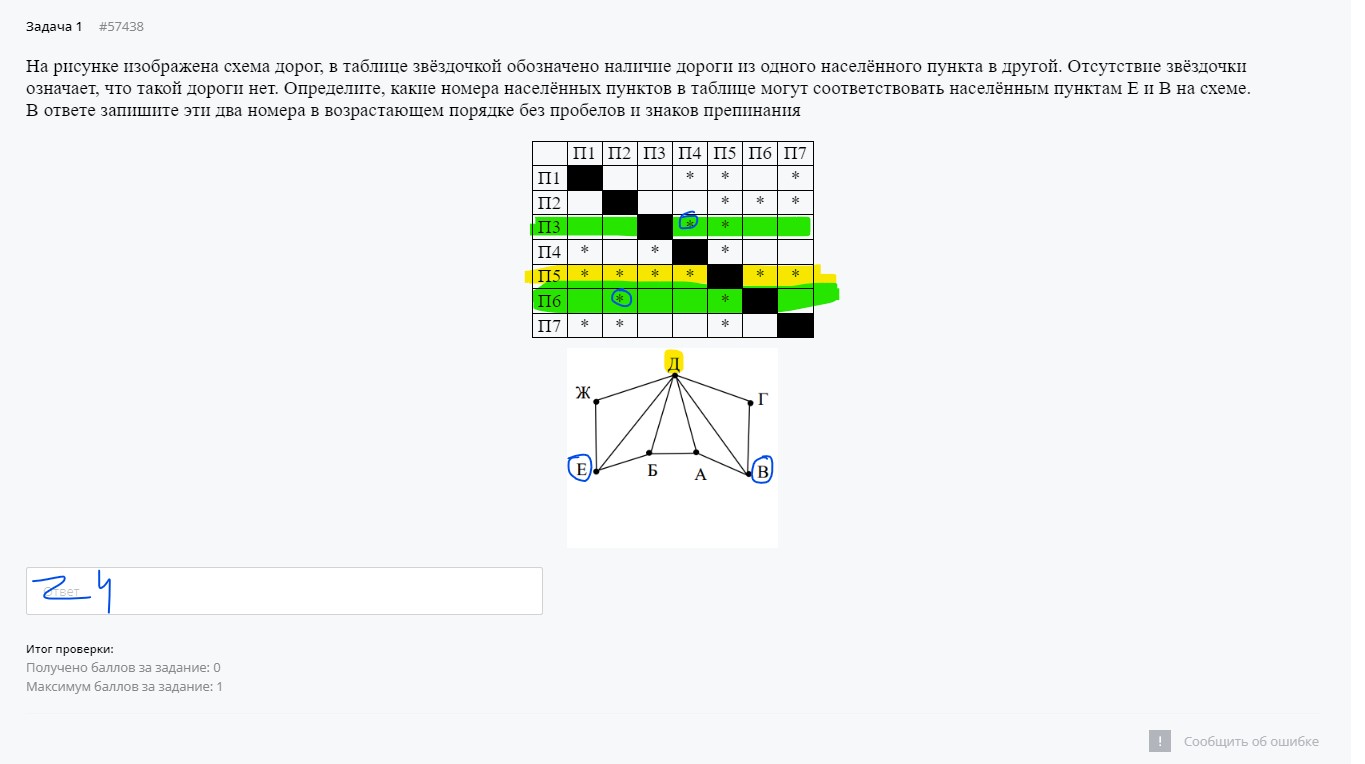 Задача 1 #57438
На рисунке изображена схема дорог, в таблице звёздочкой обозначено наличие дороги из одного населённого пункта в другой. Отсутствие звёздочки
означает, что такой дороги нет. Определите, какие номера населённых пунктов в таблице могут соответствовать населённым пунктам Е и В на схеме.
В ответе запишите эти два номера в возрастающем порядке без пробелов и знаков препинания
П1 П2 П3 П4 П5 П6 П7
П1 * * *
П2 * * *
П3 * *
П4 * * *
П5 * * * * * *
П6 * *
П7 * * *
Д
Ж Г
Е Б А В
Ответ
24
Итог проверки:
Получено баллов за задание: 0
Максимум баллов за задание: 1
! Сообщить об ошибке